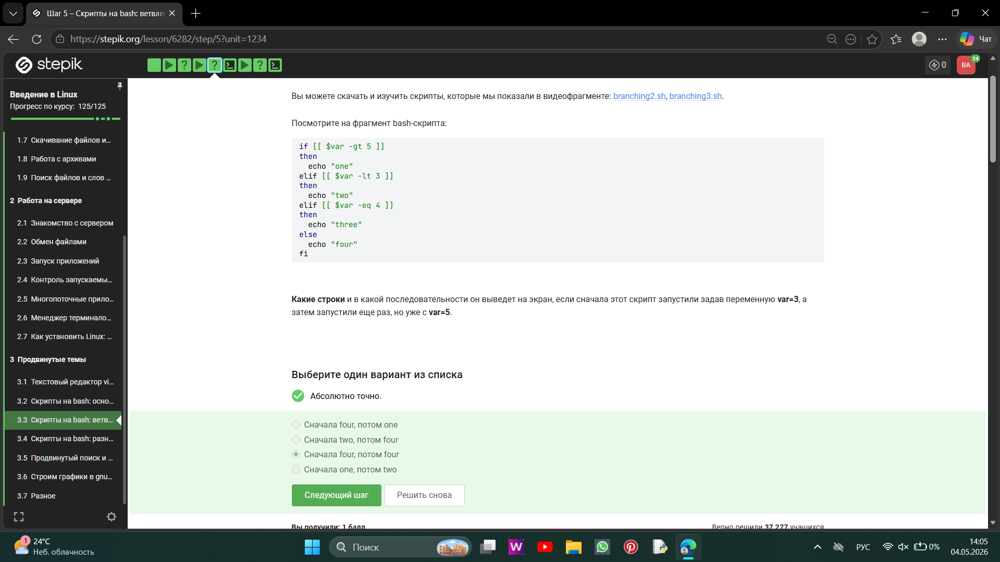 Шаг 5 – Скрипты на bash: ветвле
https://stepik.org/lesson/6282/step/5?unit=1234
Чат
stepik
0
ВА
24
Введение в Linux
Прогресс по курсу: 125/125
1.7 Скачивание файлов и...
1.8 Работа с архивами
1.9 Поиск файлов и слов ...
2 Работа на сервере
2.1 Знакомство с сервером
2.2 Обмен файлами
2.3 Запуск приложений
2.4 Контроль запускаемы...
2.5 Многопоточные прило...
2.6 Менеджер терминало...
2.7 Как установить Linux: ...
3 Продвинутые темы
3.1 Текстовый редактор vi...
3.2 Скрипты на bash: осно...
3.3 Скрипты на bash: ветв...
3.4 Скрипты на bash: разн...
3.5 Продвинутый поиск и ...
3.6 Строим графики в gnu...
3.7 Разное
Вы можете скачать и изучить скрипты, которые мы показали в видеофрагменте: branching2.sh, branching3.sh.
Посмотрите на фрагмент bash-скрипта:
if [[ $var -gt 5 ]]
then
echo "one"
elif [[ $var -lt 3 ]]
then
echo "two"
elif [[ $var -eq 4 ]]
then
echo "three"
else
echo "four"
fi
Какие строки и в какой последовательности он выведет на экран, если сначала этот скрипт запустили задав переменную var=3, а
затем запустили еще раз, но уже с var=5.
Выберите один вариант из списка
Абсолютно точно.
Сначала four, потом one
Сначала two, потом four
Сначала four, потом four
Сначала one, потом two
Следующий шаг
Решить снова
Вы получили: 1 балл
Верно решили 37 277 учащихся
1
24°C
Неб. облачность
Поиск
W
РУС
0%
14:05
04.05.2026